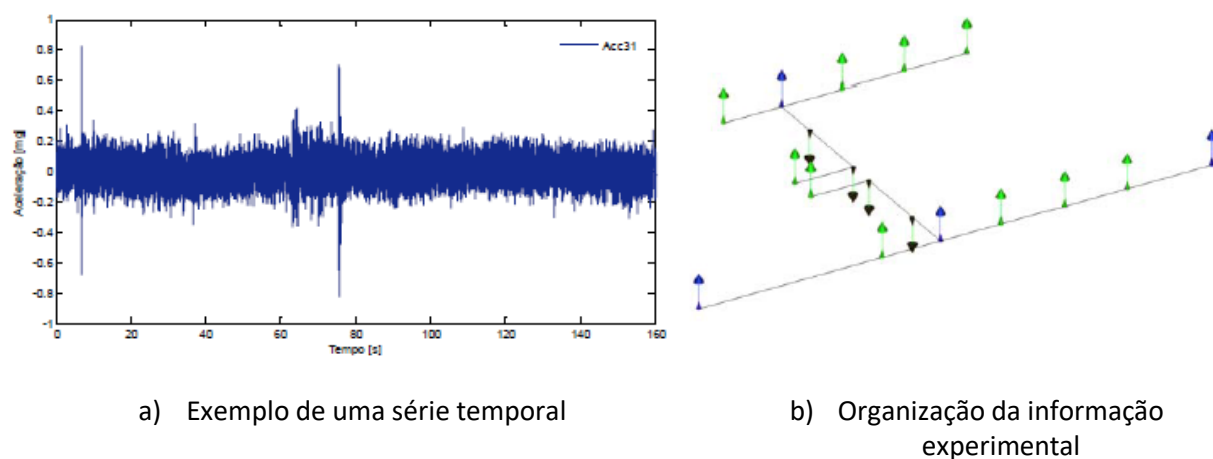 1
0.8
0.6
0.4
0.2
0
-0.2
-0.4
-0.6
-0.8
-1
Aceleração [mg]
Acc31
0 20 40 60 80 100 120 140 160
Tempo [s]
a) Exemplo de uma série temporal
b) Organização da informação
experimental